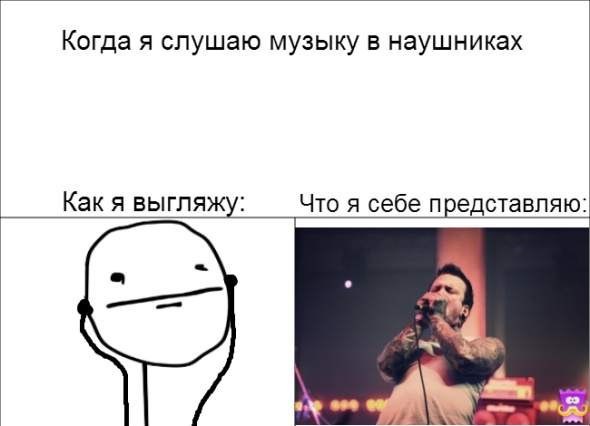 Когда я слушаю музыку в наушниках
Как я выгляжу:
Что я себе представляю: